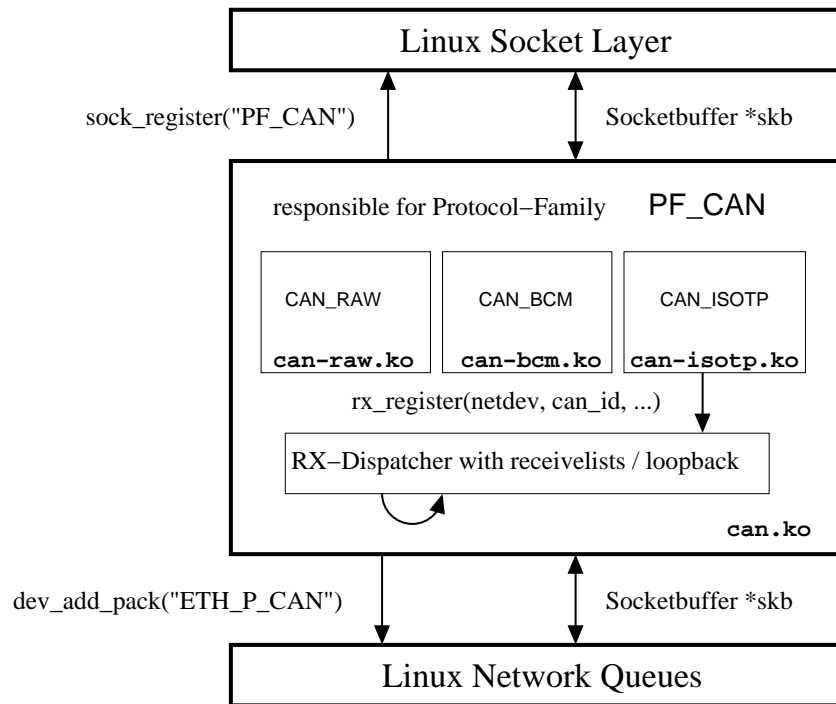 Linux Socket Layer
sock_register("PF_CAN")
Socketbuffer *skb
responsible for Protocol−Family PF_CAN
CAN_RAW
can-raw.ko
CAN_BCM
can-bcm.ko
CAN_ISOTP
can-isotp.ko
rx_register(netdev, can_id, ...)
RX−Dispatcher with receivelists / loopback
can.ko
dev_add_pack("ETH_P_CAN")
Socketbuffer *skb
Linux Network Queues